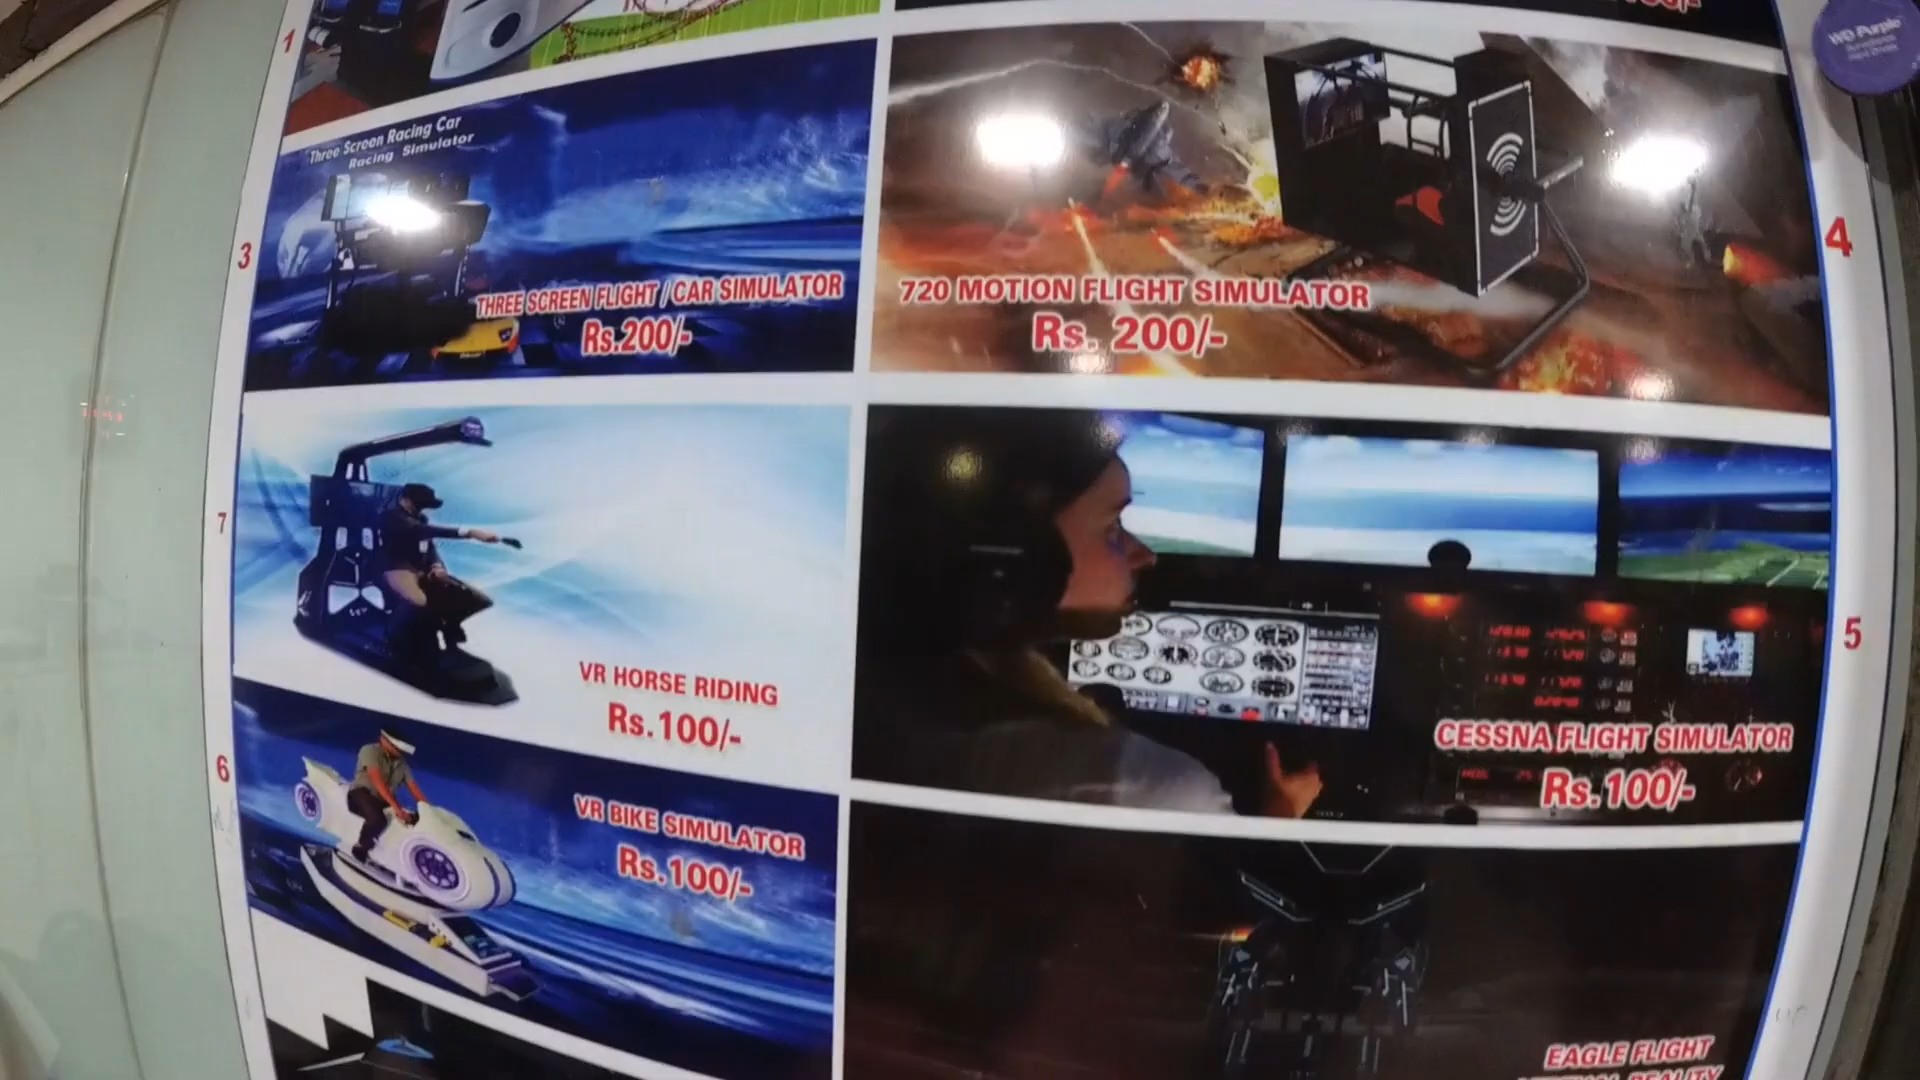 1
WD Purple
Three Screen Racing Car
Racing Simulator
3
THREE SCREEN FLIGHT / CAR SIMULATOR
Rs.200/-
720 MOTION FLIGHT SIMULATOR
Rs. 200/-
4
7
VR HORSE RIDING
Rs.100/-
CESSNA FLIGHT SIMULATOR
Rs.100/-
5
6
VR BIKE SIMULATOR
Rs.100/-
EAGLE FLIGHT